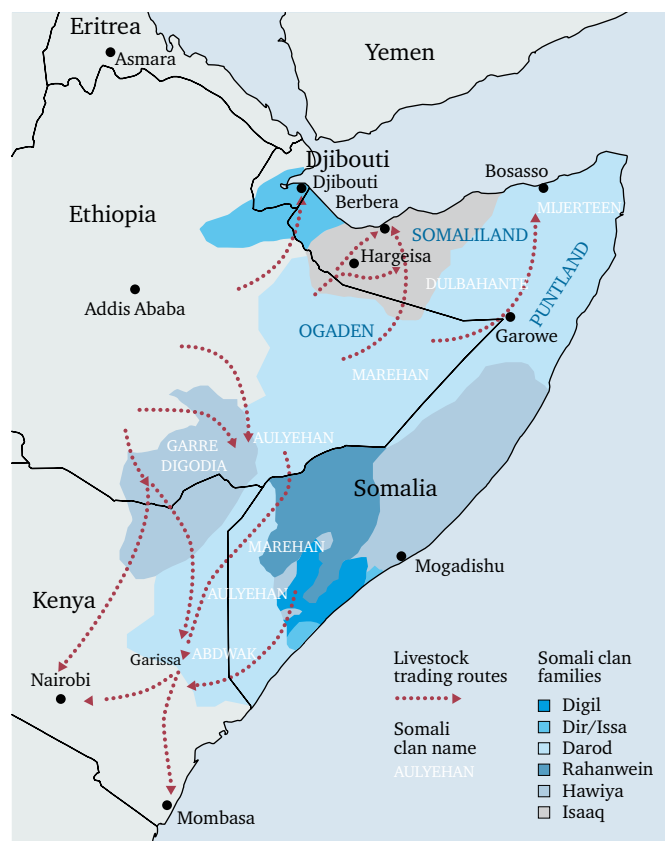 Eritrea
Asmara
Yemen
Djibouti
Djibouti
Bosasso
Berbera
MIJERTEEN
Ethiopia
SOMALILAND
Hargeisa
DULBAHANTE
PUNTLAND
Addis Ababa
OGADEN
Garowe
MAREHAN
AULYEHAN
GARRE
DIGODIA
Somalia
MAREHAN
Mogadishu
AULYEHAN
Kenya
Garissa
ABDWAK
Nairobi
Mombasa
Livestock
trading routes
Somali
clan name
AULYEHAN
Somali clan
families
Digil
Dir/Issa
Darod
Rahanwein
Hawiya
Isaaq